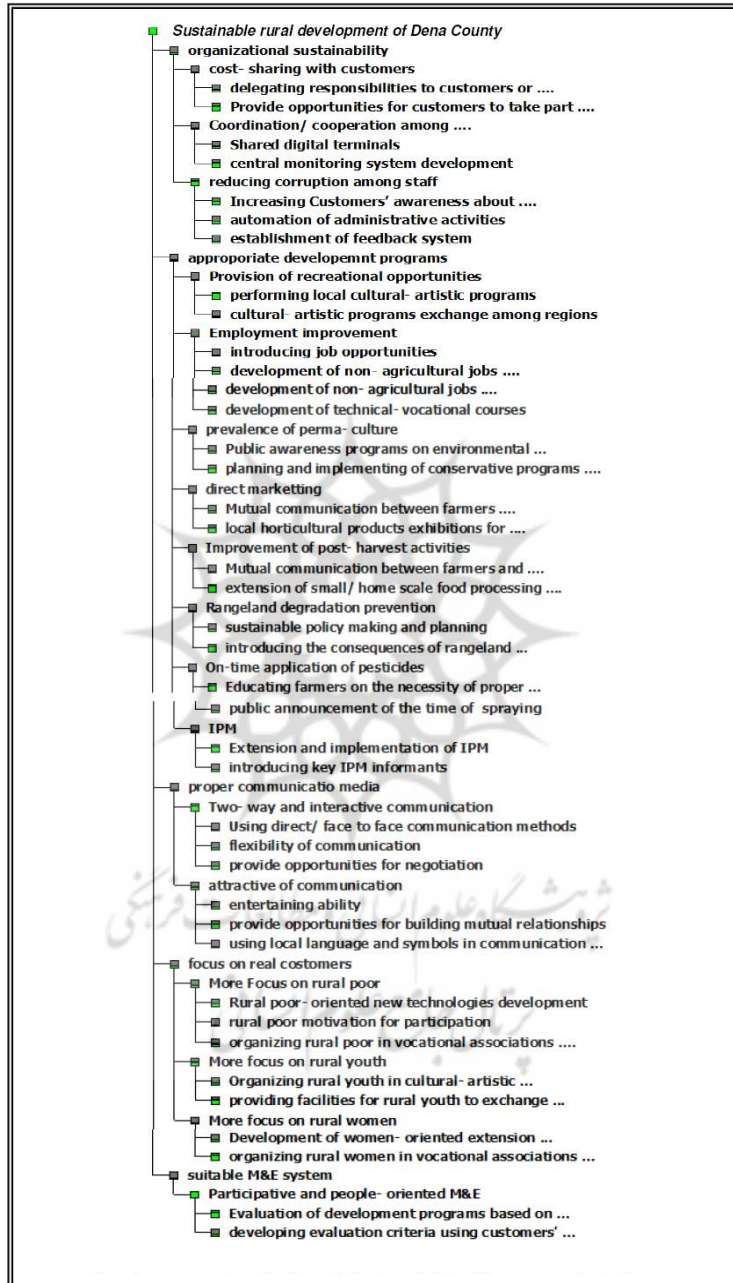 Sustainable rural development of Dena County
organizational sustainability
cost- sharing with customers
delegating responsibilities to customers or ....
Provide opportunities for customers to take part ....
Coordination/ cooperation among ....
Shared digital terminals
central monitoring system development
reducing corruption among staff
Increasing Customers' awareness about ....
automation of administrative activities
establishment of feedback system
approporiate developemnt programs
Provision of recreational opportunities
performing local cultural- artistic programs
cultural- artistic programs exchange among regions
Employment improvement
introducing job opportunities
development of non- agricultural jobs ....
development of non- agricultural jobs ....
development of technical- vocational courses
prevalence of perma- culture
Public awareness programs on environmental ...
planning and implementing of conservative programs ....
direct marketting
Mutual communication between farmers ....
local horticultural products exhibitions for ....
Improvement of post- harvest activities
Mutual communication between farmers and ....
extension of small/ home scale food processing ....
Rangeland degradation prevention
sustainable policy making and planning
introducing the consequences of rangeland ...
On-time application of pesticides
Educating farmers on the necessity of proper ...
public announcement of the time of spraying
IPM
Extension and implementation of IPM
introducing key IPM informants
proper communicatio media
Two- way and interactive communication
Using direct/ face to face communication methods
flexibility of communication
provide opportunities for negotiation
attractive of communication
entertaining ability
provide opportunities for building mutual relationships
using local language and symbols in communication ...
پژوهشگاه علوم انسانی و مطالعات فرهنگی
focus on real costomers
More Focus on rural poor
Rural poor- oriented new technologies development
rural poor motivation for participation
organizing rural poor in vocational associations ....
پرتال جامع علوم انسانی
More focus on rural youth
Organizing rural youth in cultural- artistic ...
providing facilities for rural youth to exchange ...
More focus on rural women
Development of women- oriented extension ...
organizing rural women in vocational associations ...
suitable M&E system
Participative and people- oriented M&E
Evaluation of development programs based on ...
developing evaluation criteria using customers' ...